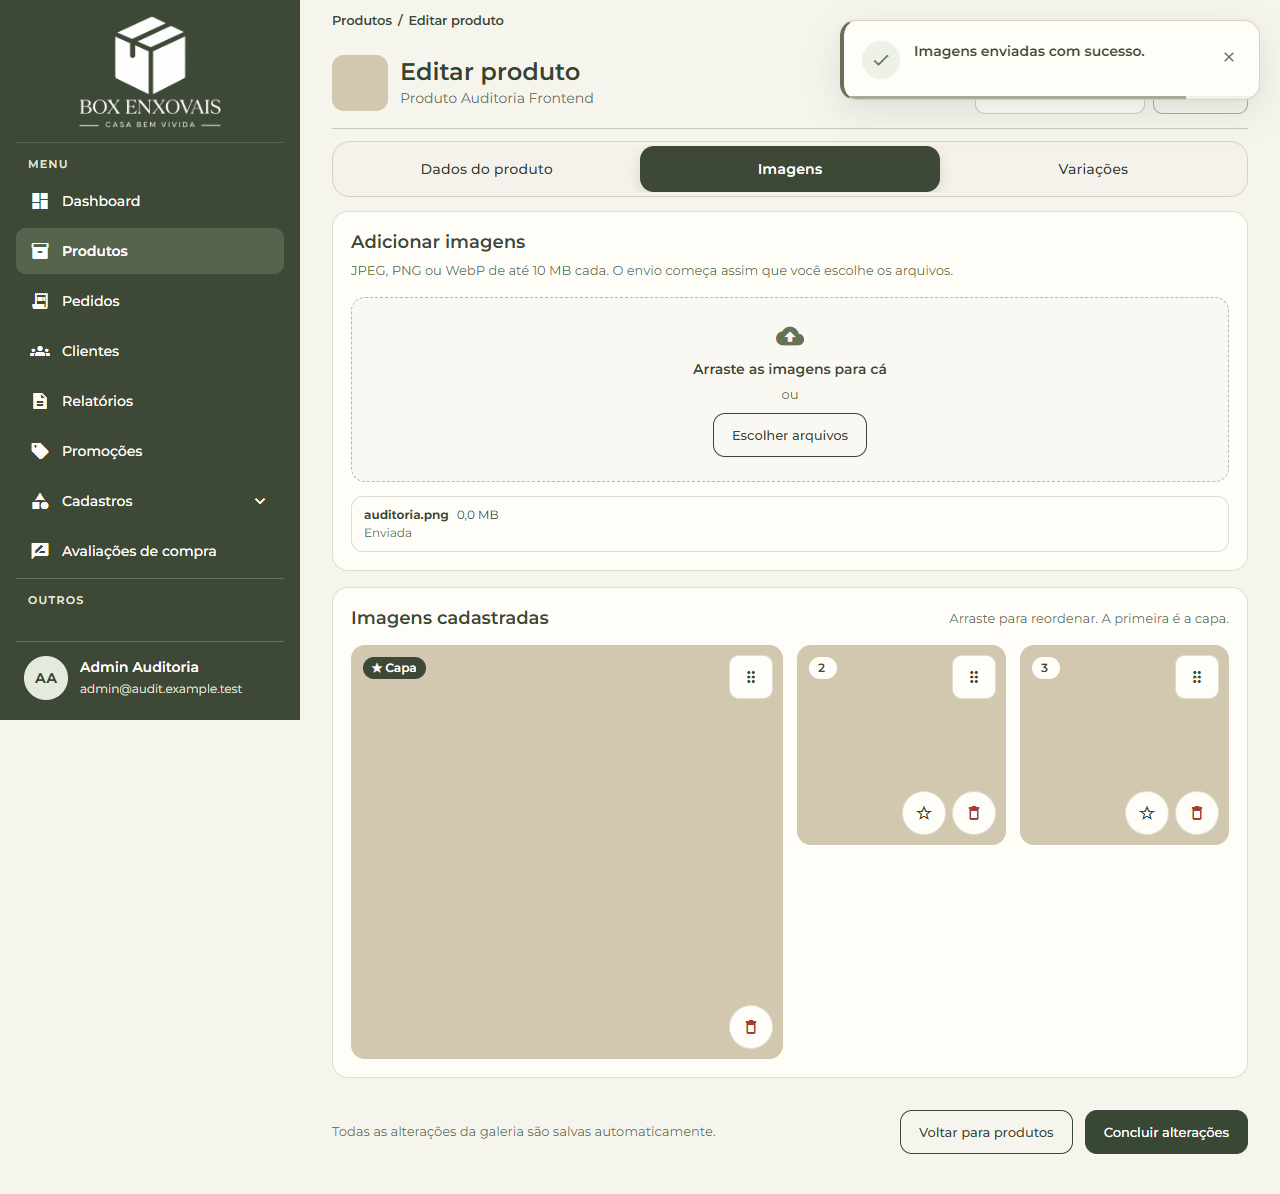 BOX ENXOVAIS
CASA BEM VIVIDA
MENU
Dashboard
Produtos
Pedidos
Clientes
Relatórios
Promoções
Cadastros
Avaliações de compra
OUTROS
AA
Admin Auditoria
admin@audit.example.test
Produtos / Editar produto
Editar produto
Produto Auditoria Frontend
Imagens enviadas com sucesso.
Dados do produto
Imagens
Variações
Adicionar imagens
JPEG, PNG ou WebP de até 10 MB cada. O envio começa assim que você escolhe os arquivos.
Arraste as imagens para cá
ou
Escolher arquivos
auditoria.png 0,0 MB
Enviada
Imagens cadastradas
Arraste para reordenar. A primeira é a capa.
Capa
2
3
Todas as alterações da galeria são salvas automaticamente.
Voltar para produtos
Concluir alterações